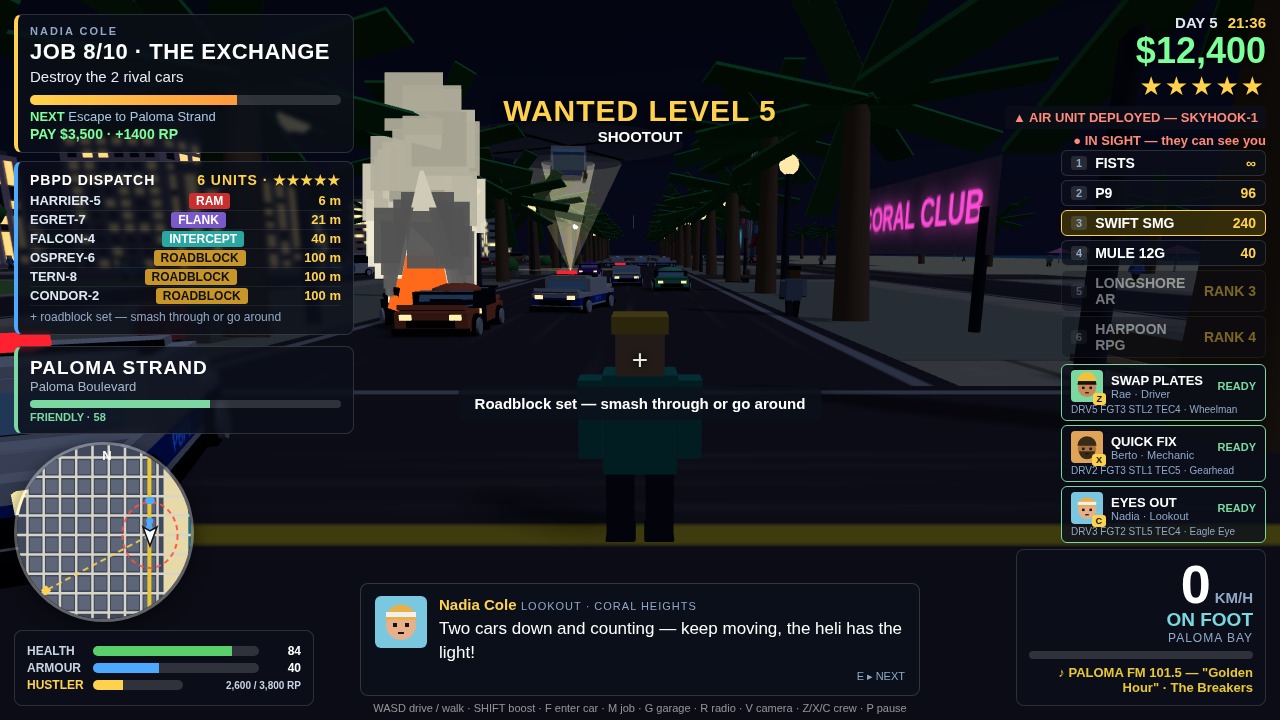 NADIA COLE
JOB 8/10 · THE EXCHANGE
Destroy the 2 rival cars
NEXT Escape to Paloma Strand
PAY $3,500 · +1400 RP
PBPD DISPATCH 6 UNITS · ★★★★★
HARRIER-5 RAM 6 m
EGRET-7 FLANK 21 m
FALCON-4 INTERCEPT 40 m
OSPREY-6 ROADBLOCK 100 m
TERN-8 ROADBLOCK 100 m
CONDOR-2 ROADBLOCK 100 m
+ roadblock set — smash through or go around
PALOMA STRAND
Paloma Boulevard
FRIENDLY · 58
N
HEALTH 84
ARMOUR 40
HUSTLER 2,600 / 3,800 RP
WANTED LEVEL 5
SHOOTOUT
CORAL CLUB
Roadblock set — smash through or go around
Nadia Cole LOOKOUT · CORAL HEIGHTS
Two cars down and counting — keep moving, the heli has the
light!
E ▸ NEXT
WASD drive / walk · SHIFT boost · F enter car · M job · G garage · R radio · V camera · Z/X/C crew · P pause
DAY 5 21:36
$12,400
★★★★★
▲ AIR UNIT DEPLOYED — SKYHOOK-1
● IN SIGHT — they can see you
1 FISTS ∞
2 P9 96
3 SWIFT SMG 240
4 MULE 12G 40
5 LONGSHORE AR RANK 3
6 HARPOON RPG RANK 4
SWAP PLATES READY
Rae · Driver
Z
DRV5 FGT3 STL2 TEC4 · Wheelman
QUICK FIX READY
Berto · Mechanic
X
DRV2 FGT3 STL1 TEC5 · Gearhead
EYES OUT READY
Nadia · Lookout
C
DRV3 FGT2 STL5 TEC4 · Eagle Eye
0 KM/H
ON FOOT
PALOMA BAY
♪ PALOMA FM 101.5 — "Golden
Hour" · The Breakers